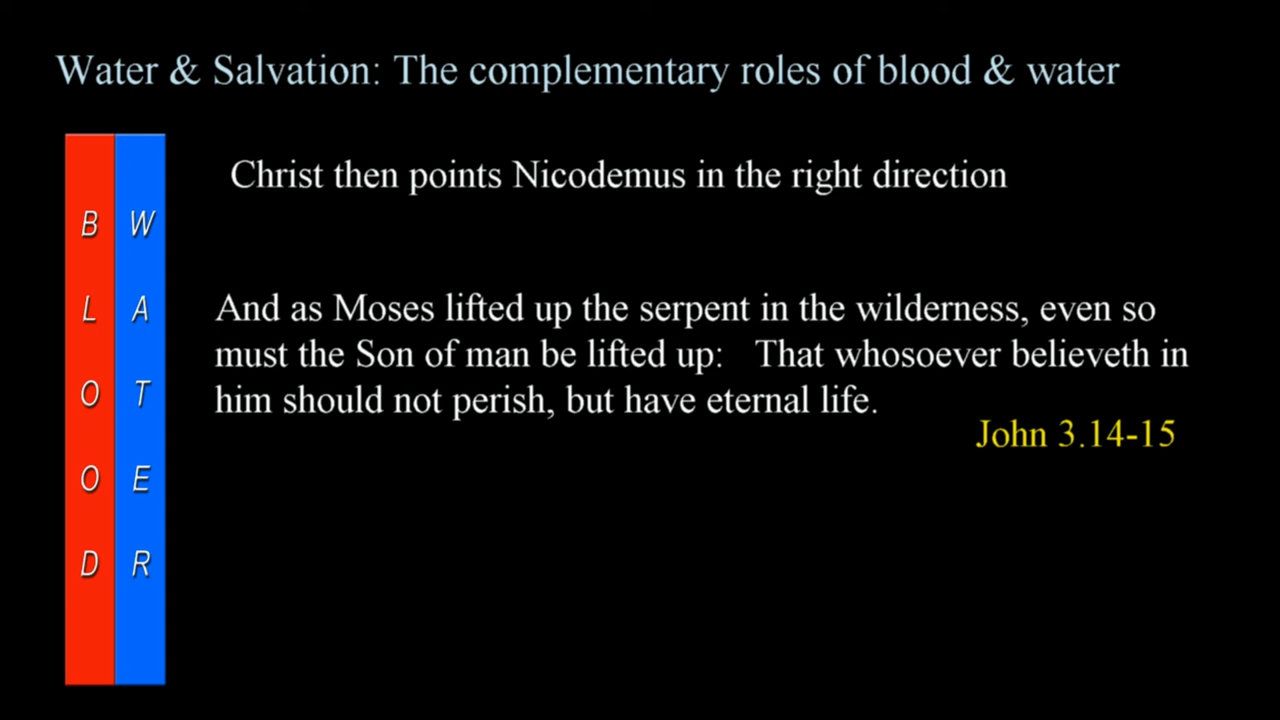 Water & Salvation: The complementary roles of blood & water
BLOOD
WATER
Christ then points Nicodemus in the right direction
And as Moses lifted up the serpent in the wilderness, even so
must the Son of man be lifted up: That whosoever believeth in
him should not perish, but have eternal life.
John 3.14-15